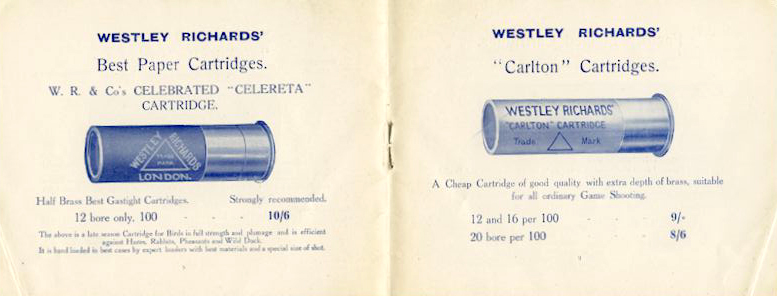 WESTLEY RICHARDS'
Best Paper Cartridges.
W. R. & Co's CELEBRATED "CELERETA"
CARTRIDGE.
WESTLEY RICHARDS
TRADE MARK
LONDON.
Half Brass Best Gastight Cartridges. Strongly recommended.
12 bore only. 100 - - - 10/6
The above is a late season Cartridge for Birds in full strength and plumage and is efficient
against Hares, Rabbits, Pheasants and Wild Duck.
It is hand loaded in best cases by expert loaders with best materials and a special size of shot.
WESTLEY RICHARDS'
"Carlton" Cartridges.
WESTLEY RICHARDS'
"CARLTON" CARTRIDGE
Trade Mark
A Cheap Cartridge of good quality with extra depth of brass, suitable
for all ordinary Game Shooting.
12 and 16 per 100 - - 9/-
20 bore per 100 - - 8/6